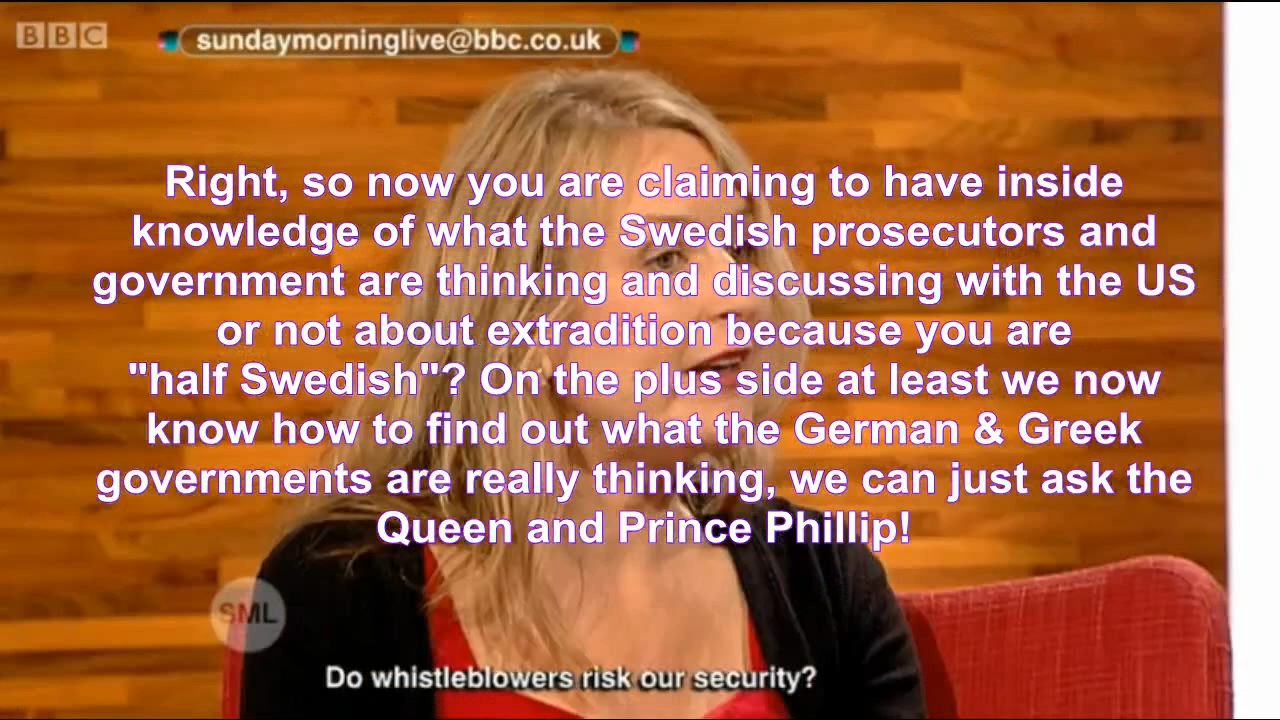 BBC
sundaymorninglive@bbc.co.uk
Right, so now you are claiming to have inside
knowledge of what the Swedish prosecutors and
government are thinking and discussing with the US
or not about extradition because you are
"half Swedish"? On the plus side at least we now
know how to find out what the German & Greek
governments are really thinking, we can just ask the
Queen and Prince Phillip!
SML
Do whistleblowers risk our security?